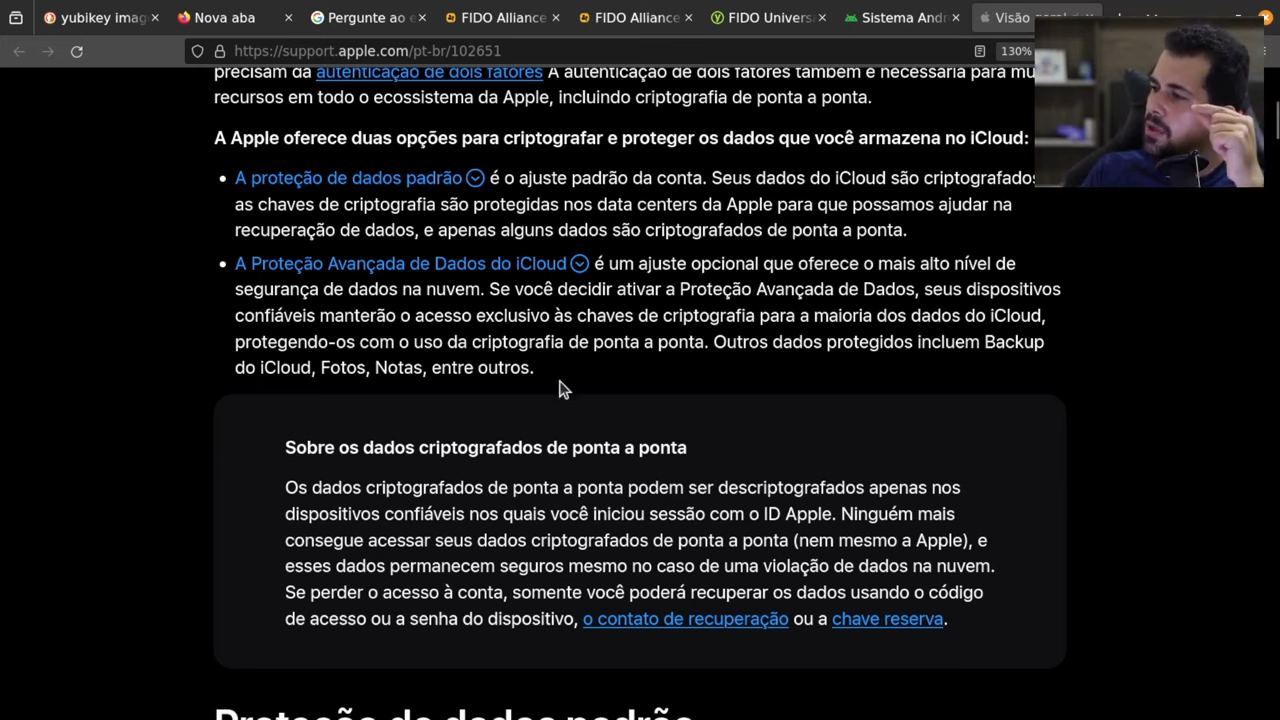 yubikey imag
Nova aba
Pergunte ao e
FIDO Alliance
FIDO Alliance
FIDO Univers
Sistema And
Visão geral
https://support.apple.com/pt-br/102651
130%
precisam da autenticação de dois fatores A autenticação de dois fatores também é necessária para mu
recursos em todo o ecossistema da Apple, incluindo criptografia de ponta a ponta.
A Apple oferece duas opções para criptografar e proteger os dados que você armazena no iCloud:
A proteção de dados padrão é o ajuste padrão da conta. Seus dados do iCloud são criptografados
as chaves de criptografia são protegidas nos data centers da Apple para que possamos ajudar na
recuperação de dados, e apenas alguns dados são criptografados de ponta a ponta.
A Proteção Avançada de Dados do iCloud é um ajuste opcional que oferece o mais alto nível de
segurança de dados na nuvem. Se você decidir ativar a Proteção Avançada de Dados, seus dispositivos
confiáveis manterão o acesso exclusivo às chaves de criptografia para a maioria dos dados do iCloud,
protegendo-os com o uso da criptografia de ponta a ponta. Outros dados protegidos incluem Backup
do iCloud, Fotos, Notas, entre outros.
Sobre os dados criptografados de ponta a ponta
Os dados criptografados de ponta a ponta podem ser descriptografados apenas nos
dispositivos confiáveis nos quais você iniciou sessão com o ID Apple. Ninguém mais
consegue acessar seus dados criptografados de ponta a ponta (nem mesmo a Apple), e
esses dados permanecem seguros mesmo no caso de uma violação de dados na nuvem.
Se perder o acesso à conta, somente você poderá recuperar os dados usando o código
de acesso ou a senha do dispositivo, o contato de recuperação ou a chave reserva.
Proteção de dados padrão